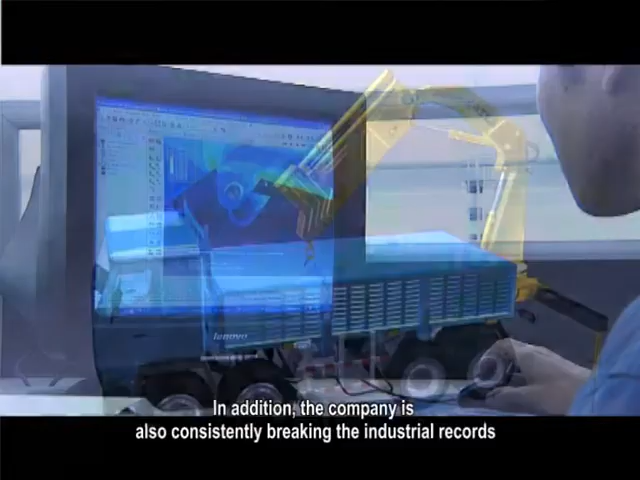 lenovo
In addition, the company is
also consistently breaking the industrial records